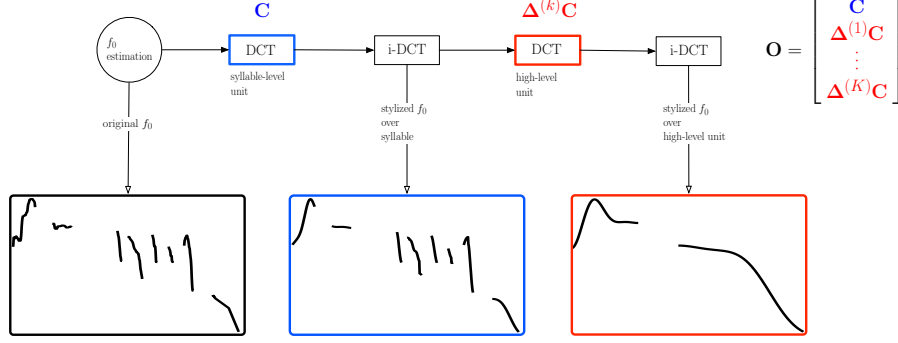 C
Δ^(k)C
f₀
estimation
DCT
i-DCT
DCT
i-DCT
syllable-level
unit
high-level
unit
original f₀
stylized f₀
over
syllable
stylized f₀
over
high-level unit
O =
C
Δ^(1)C
⋮
Δ^(K)C